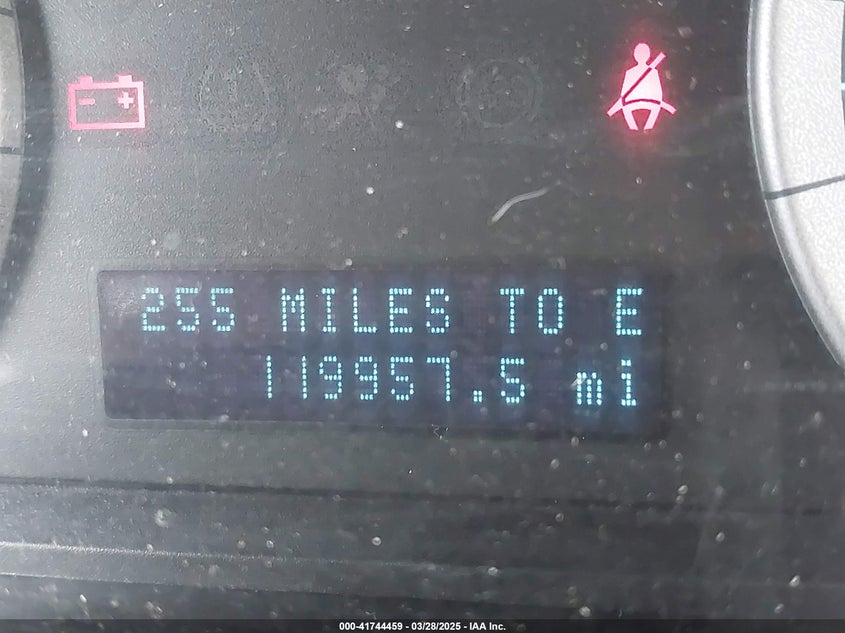 255 MILES TO E
119957.5 mi
000-41744459 - 03/28/2025 - IAA Inc.